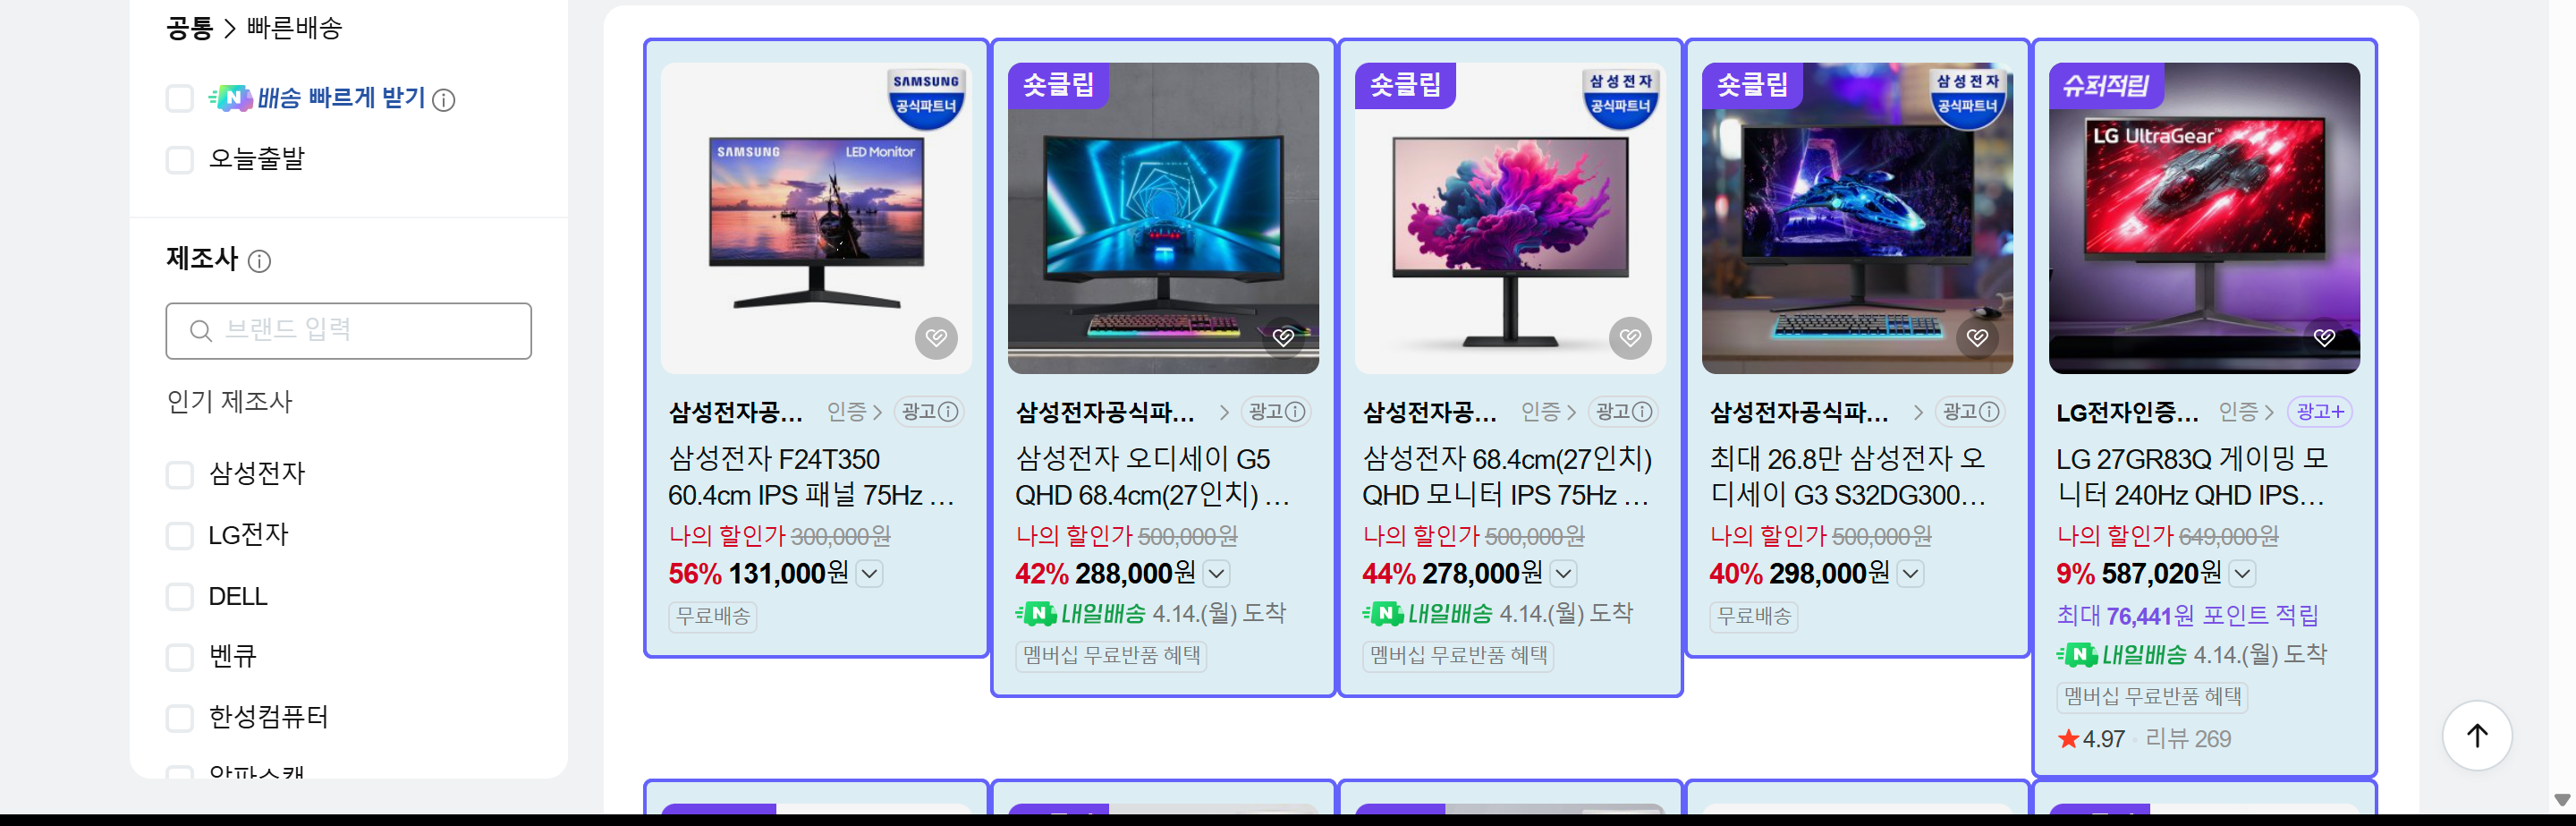 공통 > 빠른배송
N배송 빠르게 받기
오늘출발
제조사
브랜드 입력
인기 제조사
삼성전자
LG전자
DELL
벤큐
한성컴퓨터
알파스캔
SAMSUNG
공식파트너
SAMSUNG LED Monitor
삼성전자공... 인증 > 광고
삼성전자 F24T350
60.4cm IPS 패널 75Hz ...
나의 할인가 300,000원
56% 131,000원
무료배송
숏클립
삼성전자공식파... > 광고
삼성전자 오디세이 G5
QHD 68.4cm(27인치) ...
나의 할인가 500,000원
42% 288,000원
N 내일배송 4.14.(월) 도착
멤버십 무료반품 혜택
숏클립
삼성전자
공식파트너
삼성전자공... 인증 > 광고
삼성전자 68.4cm(27인치)
QHD 모니터 IPS 75Hz ...
나의 할인가 500,000원
44% 278,000원
N 내일배송 4.14.(월) 도착
멤버십 무료반품 혜택
숏클립
삼성전자
공식파트너
삼성전자공식파... > 광고
최대 26.8만 삼성전자 오
디세이 G3 S32DG300...
나의 할인가 500,000원
40% 298,000원
무료배송
슈퍼적립
LG UltraGear™
LG전자인증... 인증 > 광고+
LG 27GR83Q 게이밍 모
니터 240Hz QHD IPS...
나의 할인가 649,000원
9% 587,020원
최대 76,441원 포인트 적립
N 내일배송 4.14.(월) 도착
멤버십 무료반품 혜택
★4.97 · 리뷰 269